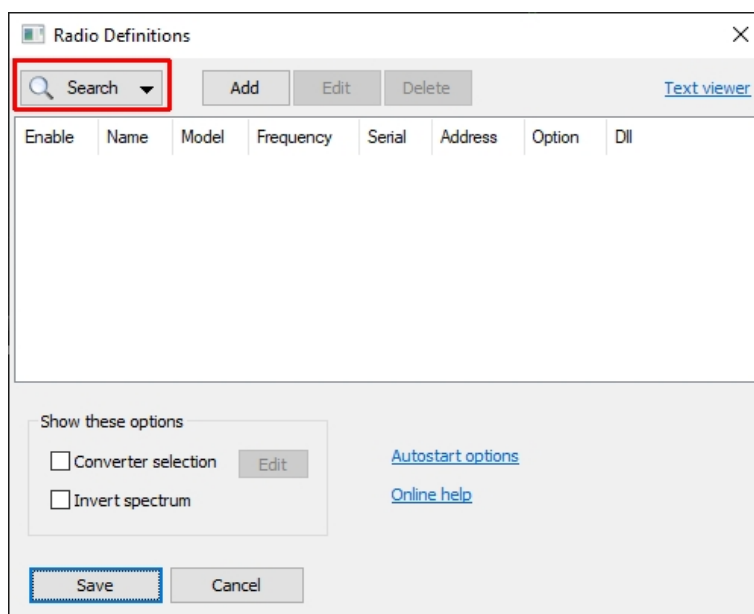 Radio Definitions
Search Add Edit Delete Text viewer
Enable Name Model Frequency Serial Address Option Dll
Show these options
Converter selection Edit Autostart options
Invert spectrum Online help
Save Cancel